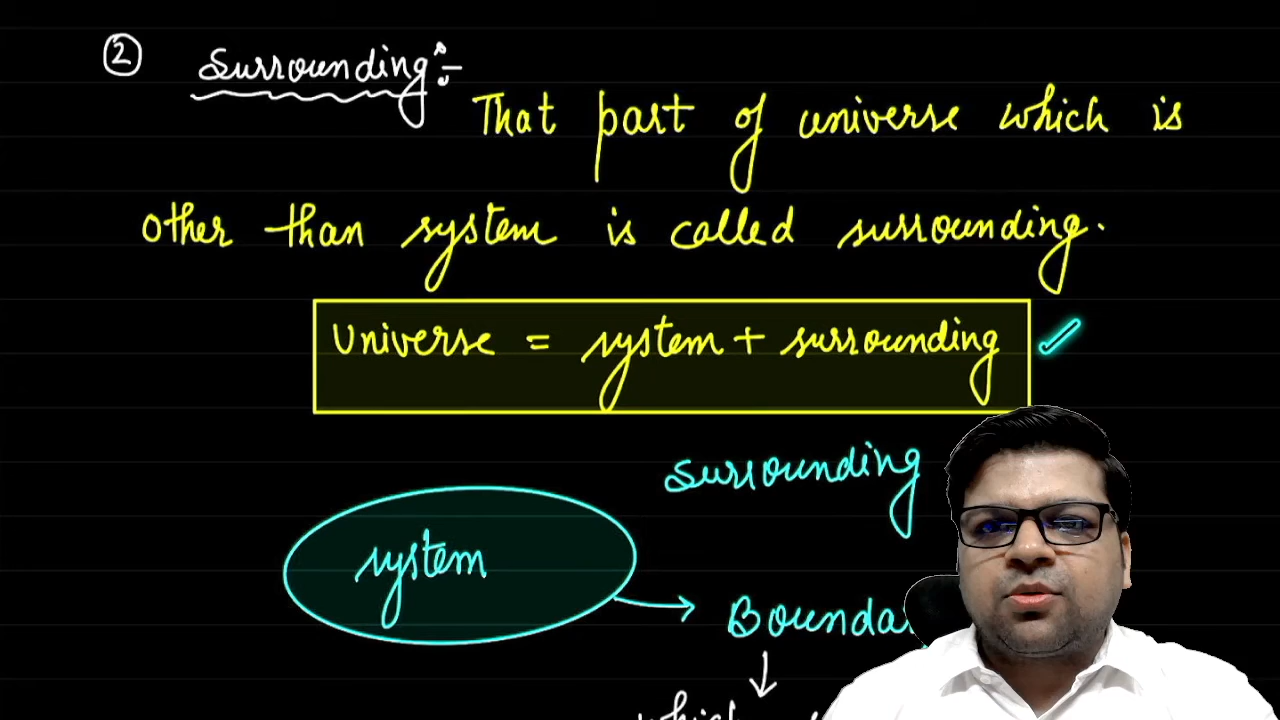 ② Surrounding:-
That part of universe which is
other than system is called surrounding.
Universe = system + surrounding
surrounding
system